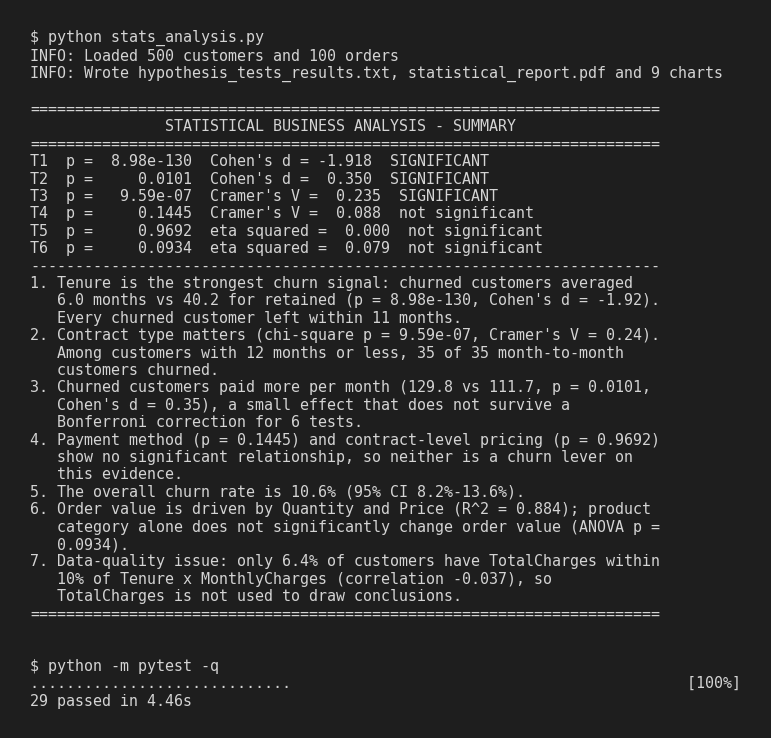 $ python stats_analysis.py
INFO: Loaded 500 customers and 100 orders
INFO: Wrote hypothesis_tests_results.txt, statistical_report.pdf and 9 charts
======================================================================
STATISTICAL BUSINESS ANALYSIS - SUMMARY
======================================================================
T1  p =  8.98e-130  Cohen's d = -1.918  SIGNIFICANT
T2  p =     0.0101  Cohen's d =  0.350  SIGNIFICANT
T3  p =   9.59e-07  Cramer's V =  0.235  SIGNIFICANT
T4  p =     0.1445  Cramer's V =  0.088  not significant
T5  p =     0.9692  eta squared =  0.000  not significant
T6  p =     0.0934  eta squared =  0.079  not significant
----------------------------------------------------------------------
1. Tenure is the strongest churn signal: churned customers averaged
   6.0 months vs 40.2 for retained (p = 8.98e-130, Cohen's d = -1.92).
   Every churned customer left within 11 months.
2. Contract type matters (chi-square p = 9.59e-07, Cramer's V = 0.24).
   Among customers with 12 months or less, 35 of 35 month-to-month
   customers churned.
3. Churned customers paid more per month (129.8 vs 111.7, p = 0.0101,
   Cohen's d = 0.35), a small effect that does not survive a
   Bonferroni correction for 6 tests.
4. Payment method (p = 0.1445) and contract-level pricing (p = 0.9692)
   show no significant relationship, so neither is a churn lever on
   this evidence.
5. The overall churn rate is 10.6% (95% CI 8.2%-13.6%).
6. Order value is driven by Quantity and Price (R^2 = 0.884); product
   category alone does not significantly change order value (ANOVA p =
   0.0934).
7. Data-quality issue: only 6.4% of customers have TotalCharges within
   10% of Tenure x MonthlyCharges (correlation -0.037), so
   TotalCharges is not used to draw conclusions.
======================================================================
$ python -m pytest -q
.............................                                            [100%]
29 passed in 4.46s